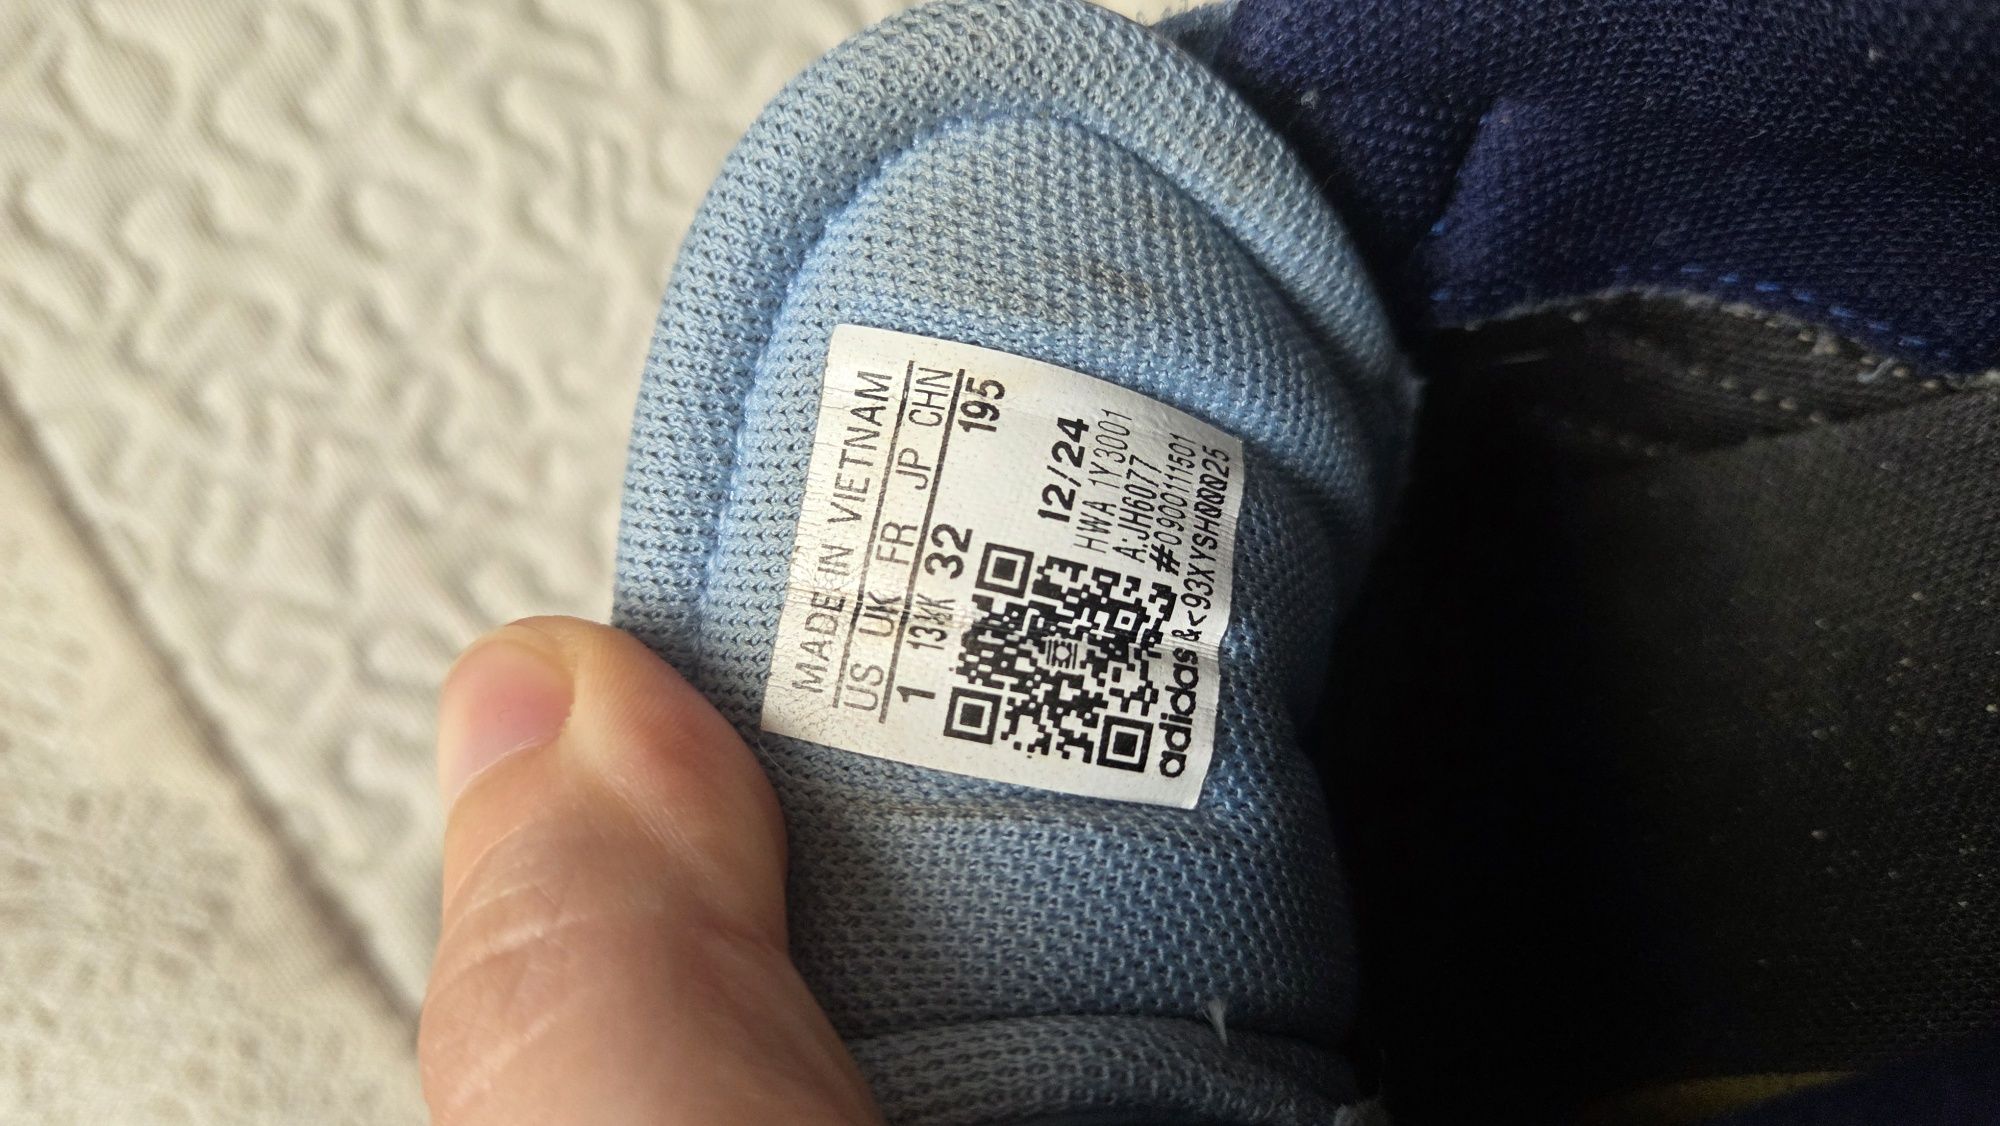 MADE IN VIETNAM
US UK FR JP CHN
1 13½K 32 195
12/24
HWA 1Y3001
A:JH6077
#0900111501
adidas &<93XYSHQQQ25